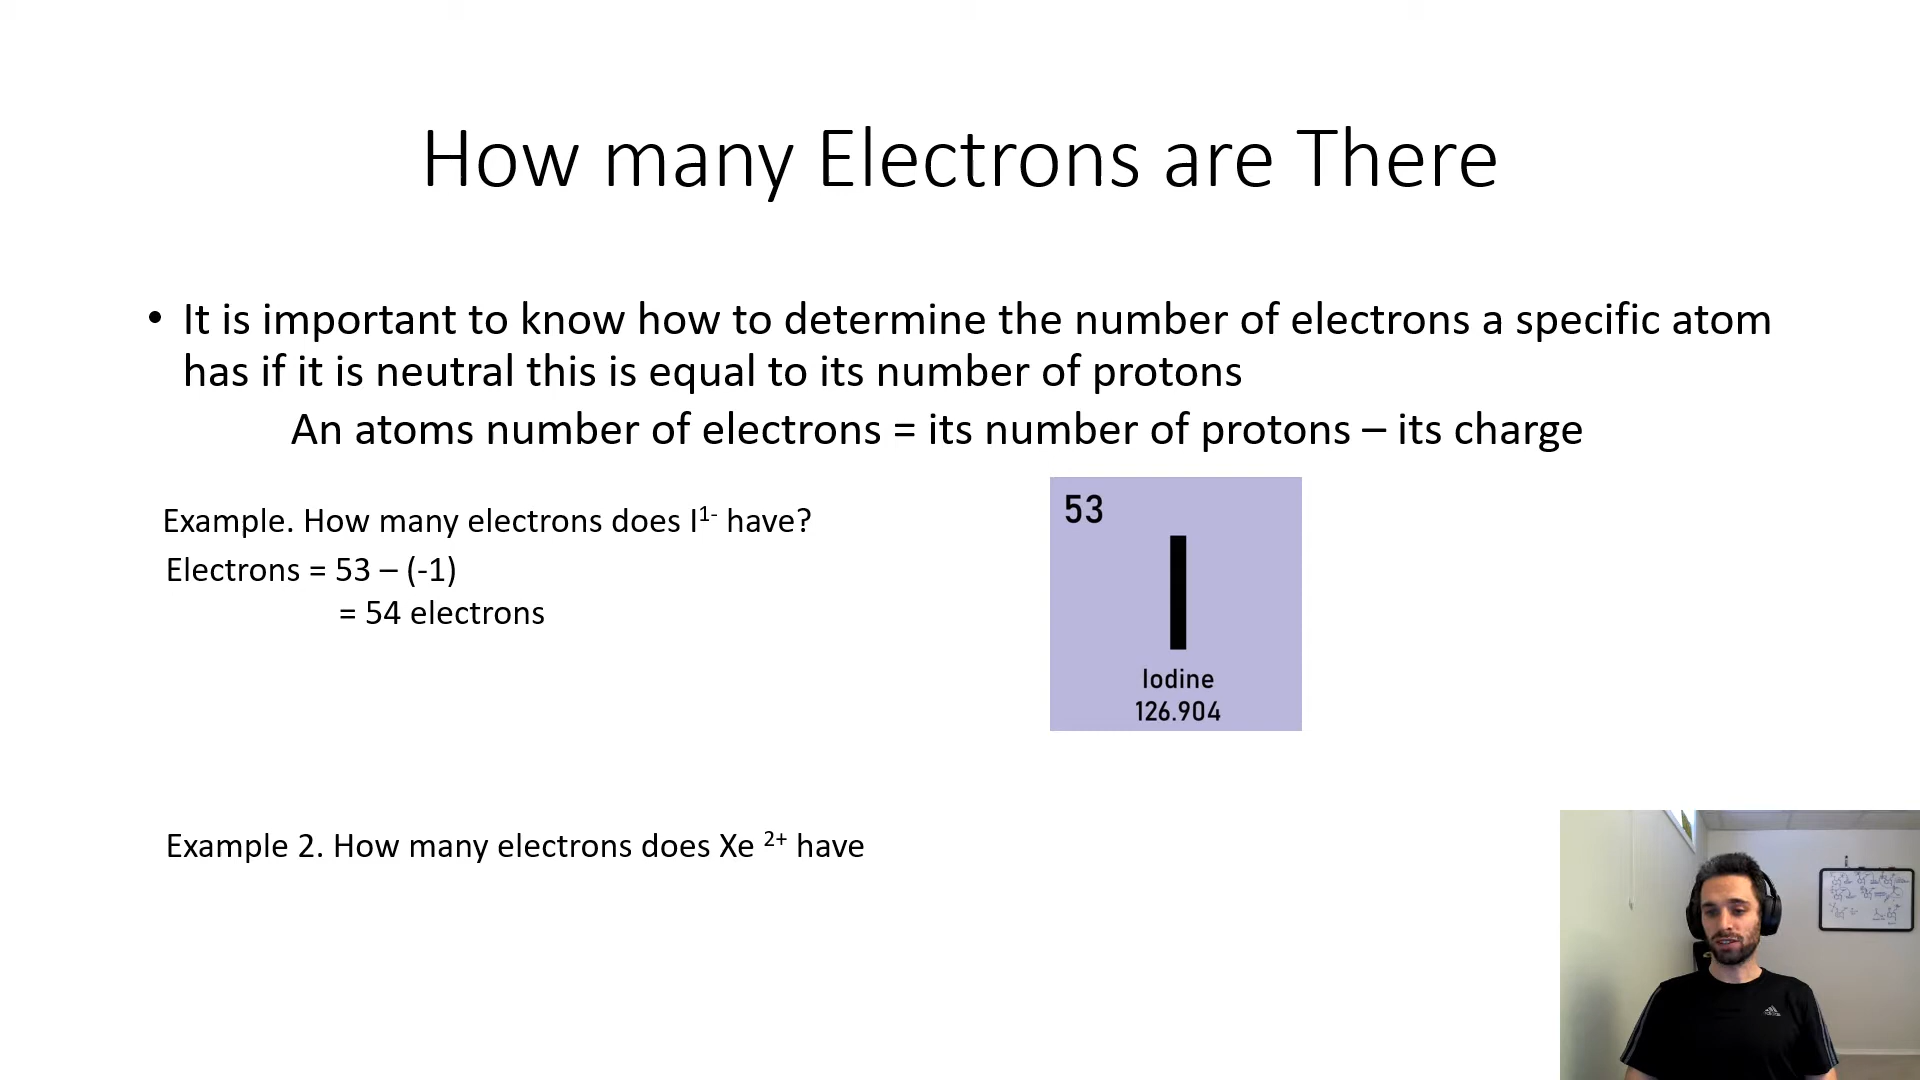 How many Electrons are There
• It is important to know how to determine the number of electrons a specific atom
has if it is neutral this is equal to its number of protons
An atoms number of electrons = its number of protons – its charge
Example. How many electrons does I¹⁻ have?
Electrons = 53 – (-1)
= 54 electrons
53
I
Iodine
126.904
Example 2. How many electrons does Xe ²⁺ have